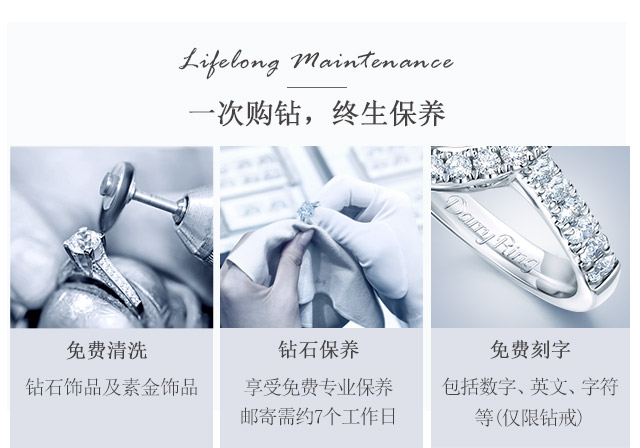 Lifelong Maintenance
一次购钻，终生保养
Darry Ring
免费清洗
钻石饰品及素金饰品
钻石保养
享受免费专业保养
邮寄需约7个工作日
免费刻字
包括数字、英文、字符
等(仅限钻戒)